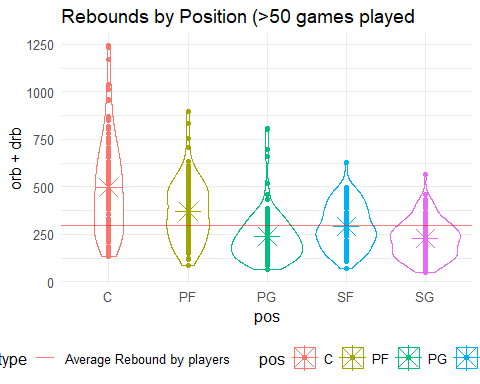 Rebounds by Position (>50 games played
1250
1000
750
500
250
0
orb + drb
C PF PG SF SG
pos
type Average Rebound by players pos C PF PG